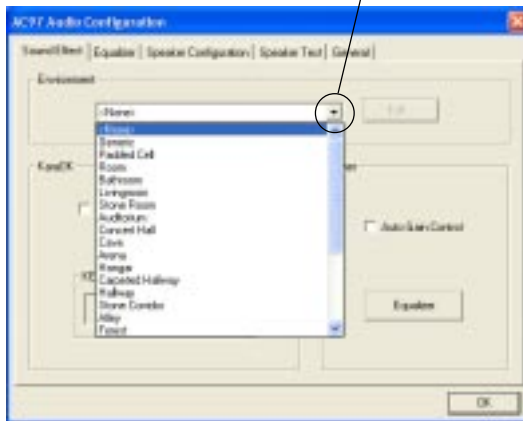 AC97 Audio Configuration
Sound Effect Equalizer Speaker Configuration Speaker Test General
Environment
<None>
Edit
<None>
Generic
Padded Cell
Room
Bathroom
Livingroom
Stone Room
Auditorium
Concert Hall
Cave
Arena
Hangar
Carpeted Hallway
Hallway
Stone Corridor
Alley
Forest
KaraOK
Auto Gain Control
KE
Equalizer
OK